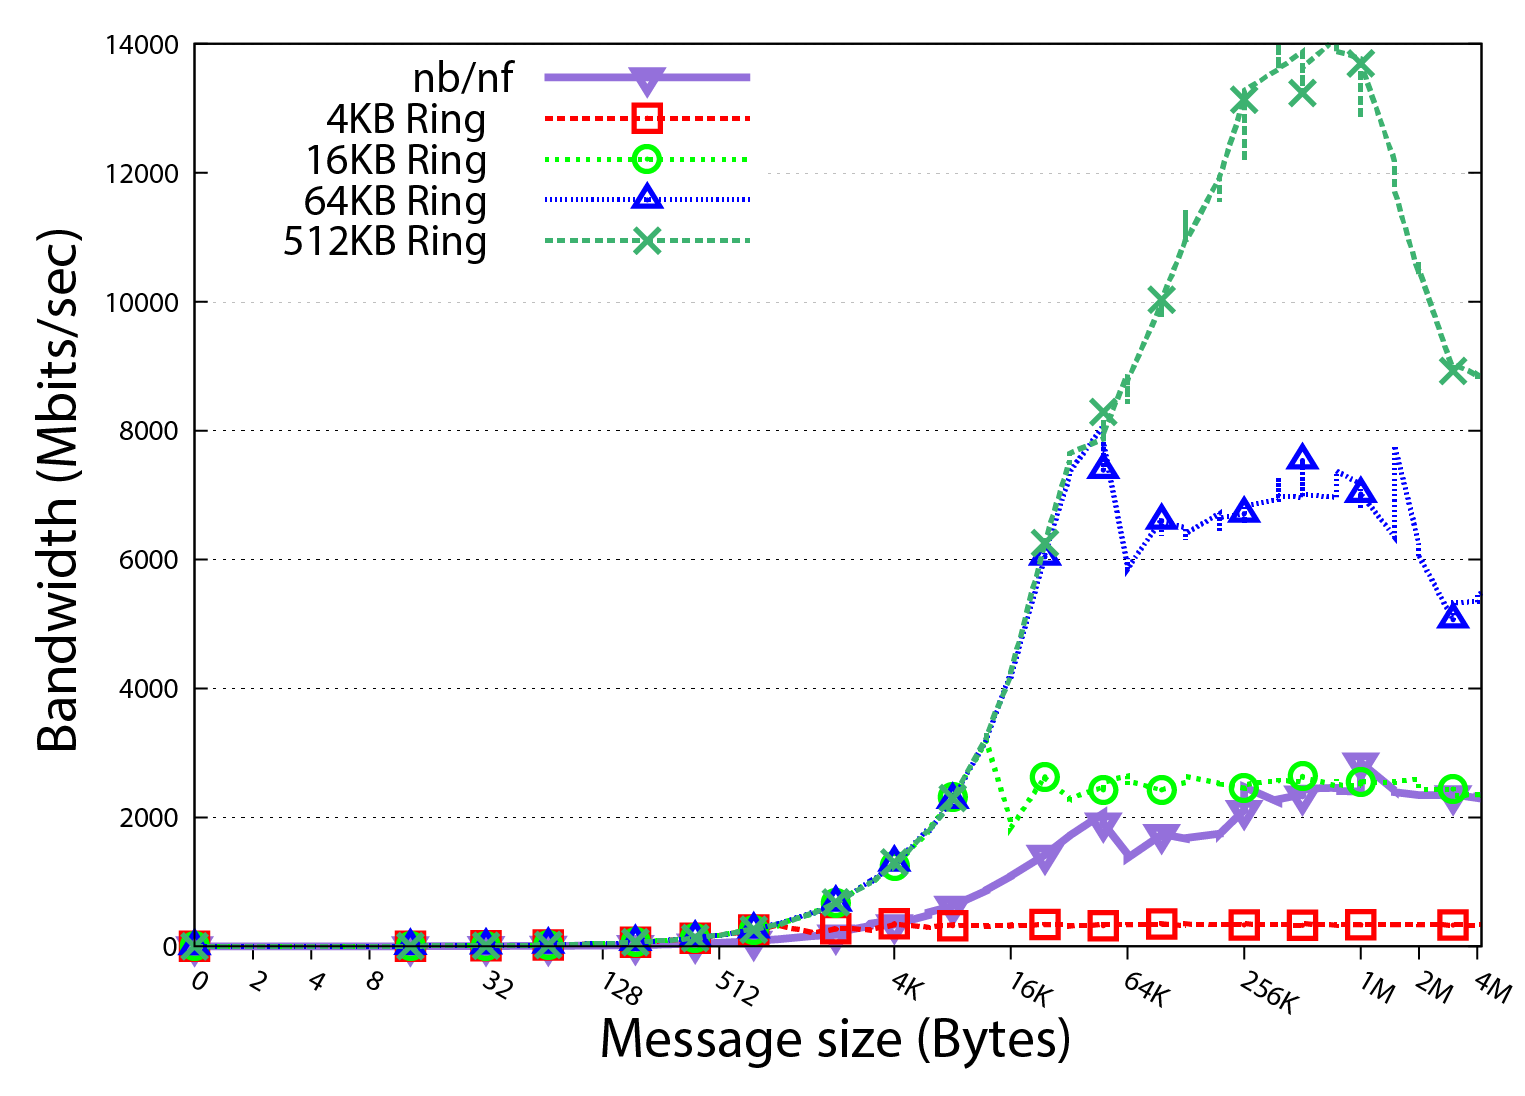 14000
12000
10000
8000
6000
4000
2000
0
Bandwidth (Mbits/sec)
nb/nf
4KB Ring
16KB Ring
64KB Ring
512KB Ring
0 2 4 8 32 128 512 4K 16K 64K 256K 1M 2M 4M
Message size (Bytes)